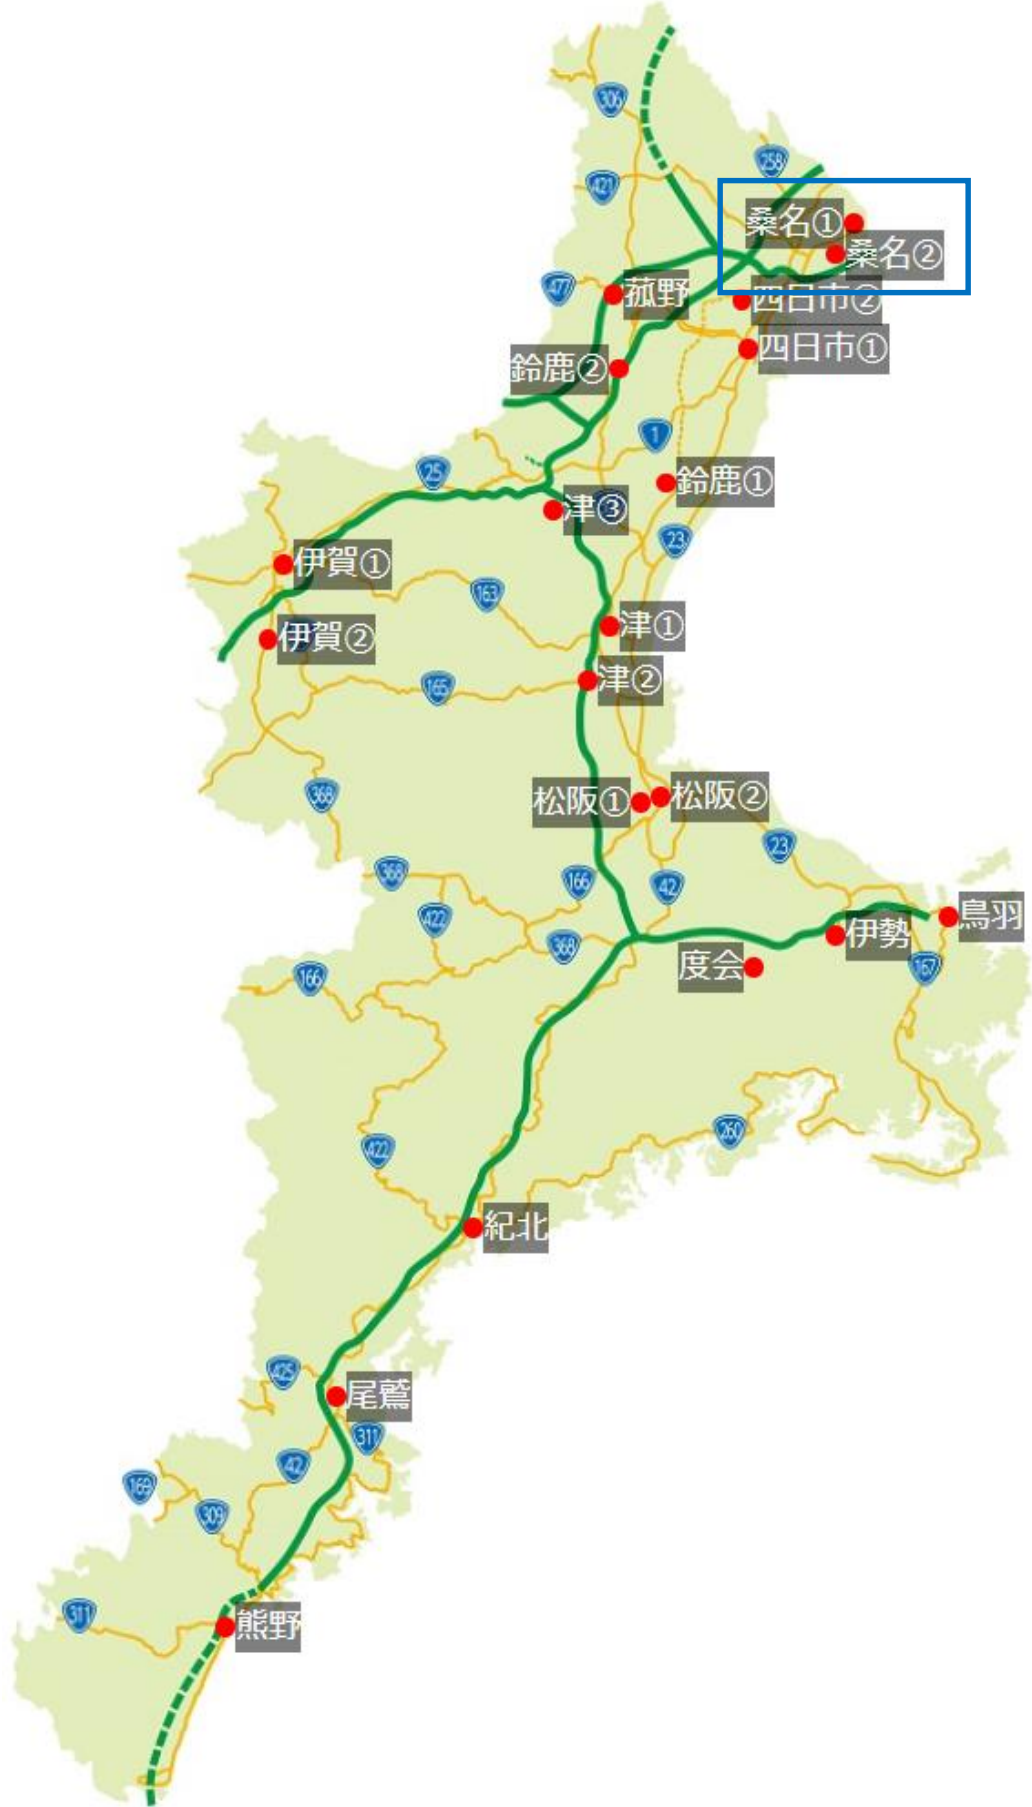 306
258
421
桑名①
桑名②
477
菰野
四日市②
四日市①
鈴鹿②
1
25
鈴鹿①
津③
23
伊賀①
163
津①
伊賀②
津②
165
368
松阪①
松阪②
23
368
166
42
422
鳥羽
伊勢
368
度会
167
166
260
422
紀北
425
尾鷲
311
42
169
309
311
熊野